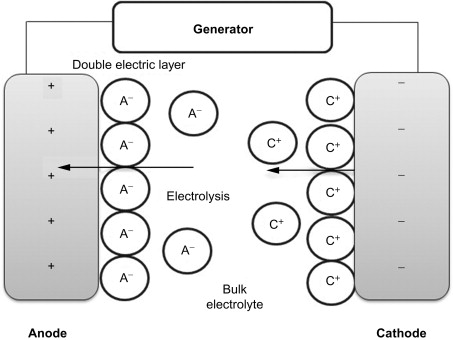 Generator
Double electric layer
+ A⁻ A⁻ C⁺ –
+ A⁻ C⁺ C⁺ –
+ A⁻ C⁺ –
Electrolysis
+ A⁻ C⁺ C⁺ –
+ A⁻ A⁻ C⁺ –
Bulk
electrolyte
Anode
Cathode